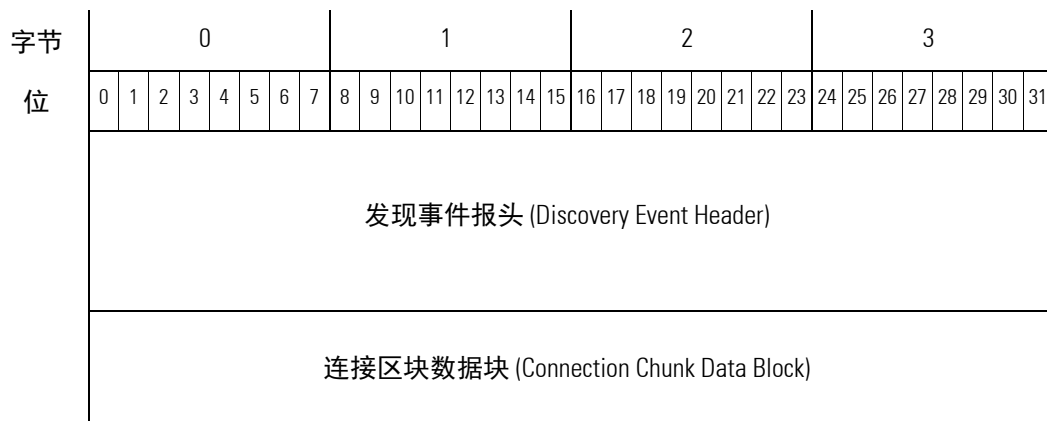 字节 0 1 2 3
位 0 1 2 3 4 5 6 7 8 9 10 11 12 13 14 15 16 17 18 19 20 21 22 23 24 25 26 27 28 29 30 31
发现事件报头 (Discovery Event Header)
连接区块数据块 (Connection Chunk Data Block)